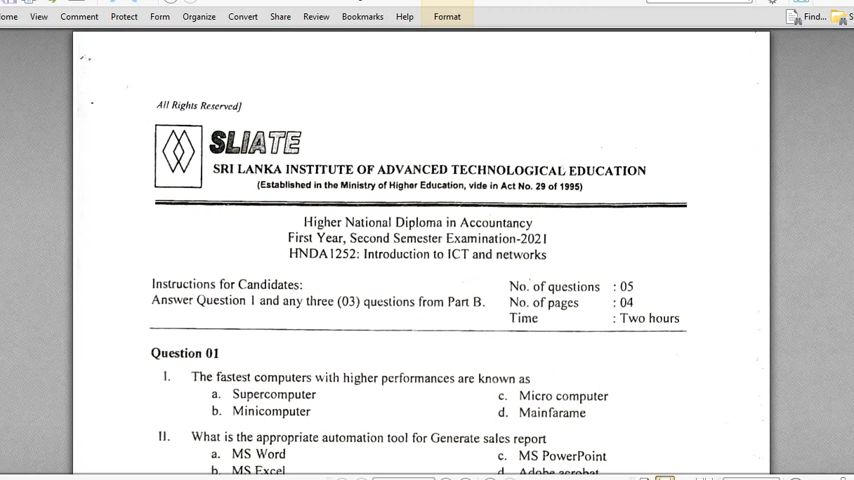 ome View Comment Protect Form Organize Convert Share Review Bookmarks Help Format Find... S
All Rights Reserved]
SLIATE
SRI LANKA INSTITUTE OF ADVANCED TECHNOLOGICAL EDUCATION
(Established in the Ministry of Higher Education, vide in Act No. 29 of 1995)
Higher National Diploma in Accountancy
First Year, Second Semester Examination-2021
HNDA1252: Introduction to ICT and networks
Instructions for Candidates:
Answer Question 1 and any three (03) questions from Part B.
No. of questions : 05
No. of pages : 04
Time : Two hours
Question 01
I. The fastest computers with higher performances are known as
a. Supercomputer c. Micro computer
b. Minicomputer d. Mainfarame
II. What is the appropriate automation tool for Generate sales report
a. MS Word c. MS PowerPoint
b. MS Excel d. Adobe acrobat